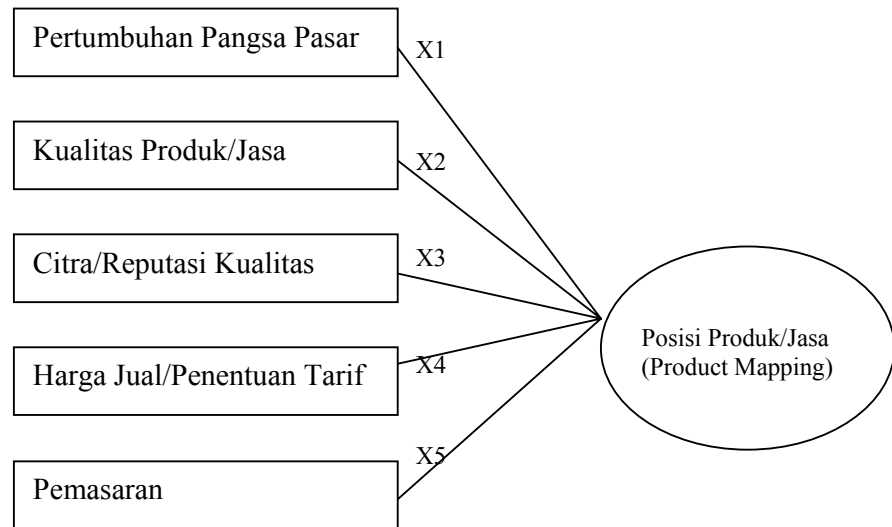 Pertumbuhan Pangsa Pasar
X1
Kualitas Produk/Jasa
X2
Citra/Reputasi Kualitas
X3
Harga Jual/Penentuan Tarif
X4
Pemasaran
X5
Posisi Produk/Jasa
(Product Mapping)